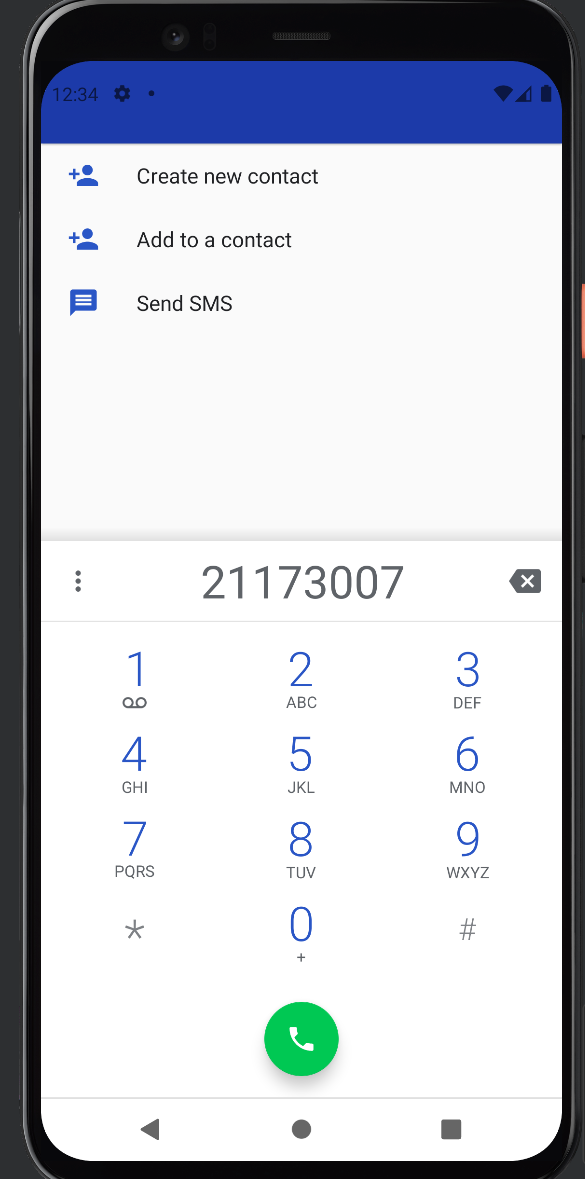 12:34
Create new contact
Add to a contact
Send SMS
21173007
1 2 3
ABC DEF
4 5 6
GHI JKL MNO
7 8 9
PQRS TUV WXYZ
* 0 #
+